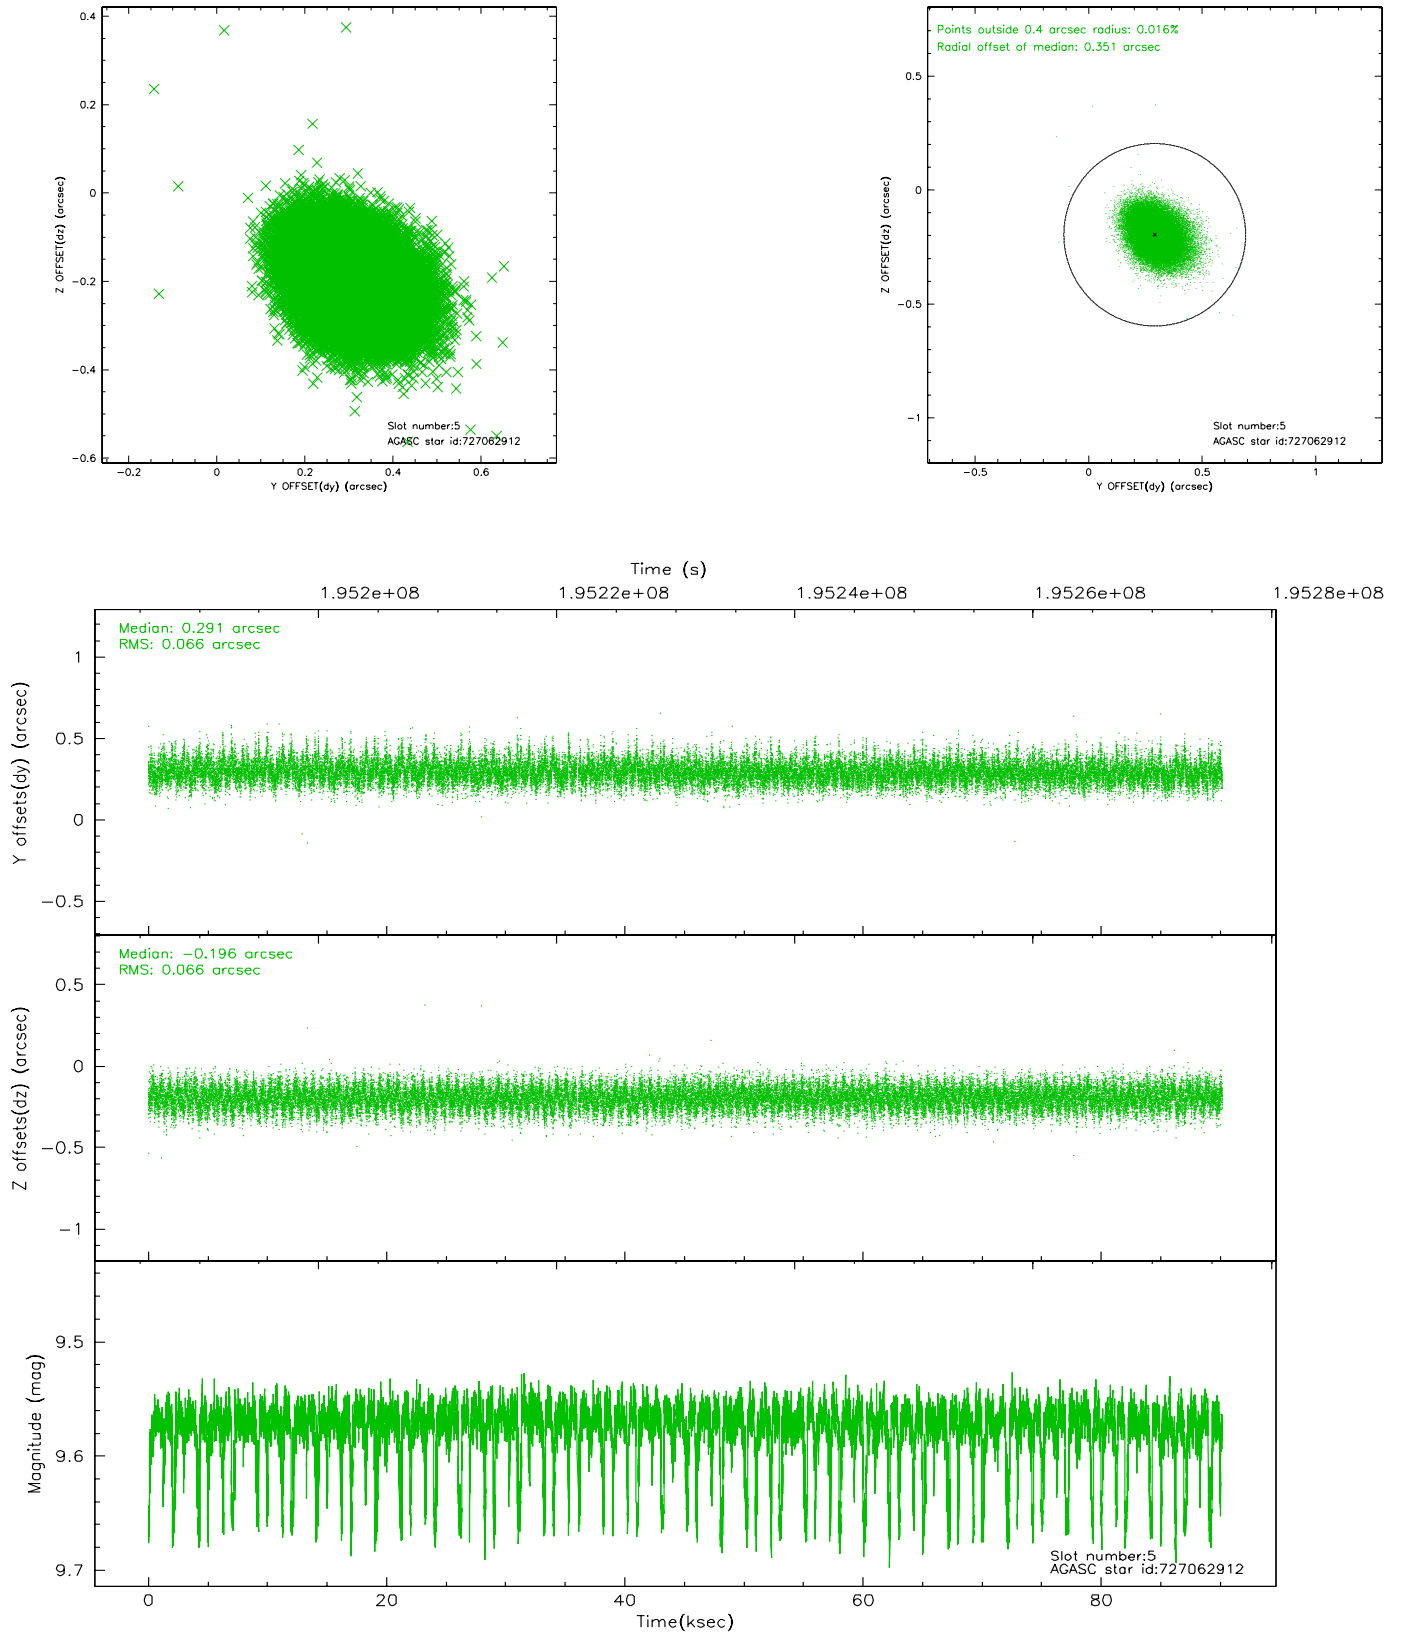 0.4
0.2
0
−0.2
−0.4
−0.6
−0.2
0
0.2
0.4
0.6
Z OFFSET(dz) (arcsec)
Y OFFSET(dy) (arcsec)
Slot number:5
AGASC star id:727062912
Points outside 0.4 arcsec radius: 0.016%
Radial offset of median: 0.351 arcsec
0.5
0
−0.5
−1
−0.5
0
0.5
1
Z OFFSET(dz) (arcsec)
Y OFFSET(dy) (arcsec)
Slot number:5
AGASC star id:727062912
Time (s)
1.952e+08
1.9522e+08
1.9524e+08
1.9526e+08
1.9528e+08
Median: 0.291 arcsec
RMS: 0.066 arcsec
1
0.5
0
−0.5
Y offsets(dy) (arcsec)
Median: −0.196 arcsec
RMS: 0.066 arcsec
0.5
0
−0.5
−1
Z offsets(dz) (arcsec)
9.5
9.6
9.7
Magnitude (mag)
Slot number:5
AGASC star id:727062912
0
20
40
60
80
Time(ksec)